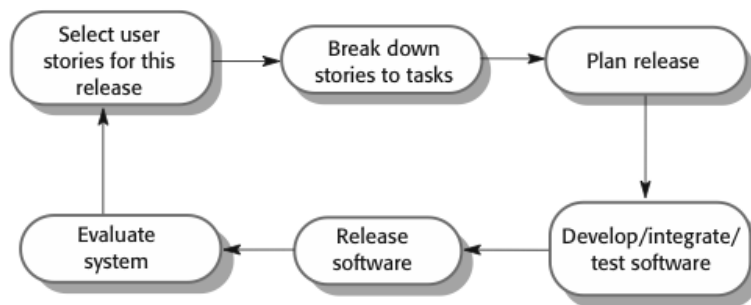 Select user
stories for this
release
Break down
stories to tasks
Plan release
Evaluate
system
Release
software
Develop/integrate/
test software